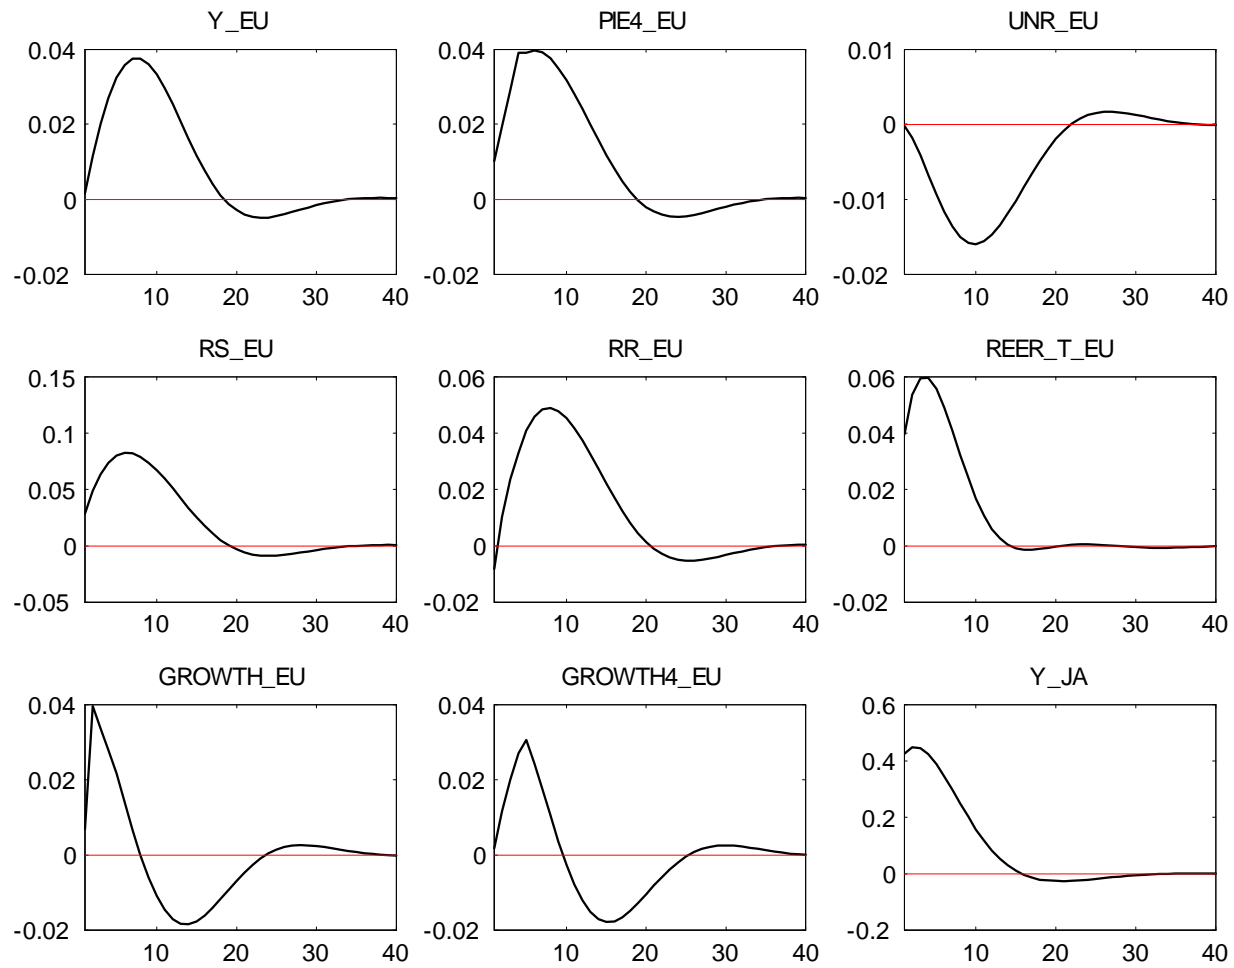 Y_EU PIE4_EU UNR_EU
0.04 0.04 0.01
0.02 0.02 0
0 0 -0.01
-0.02 -0.02 -0.02
10 20 30 40 10 20 30 40 10 20 30 40
RS_EU RR_EU REER_T_EU
0.15 0.06 0.06
0.1 0.04 0.04
0.05 0.02 0.02
0 0 0
-0.05 -0.02 -0.02
10 20 30 40 10 20 30 40 10 20 30 40
GROWTH_EU GROWTH4_EU Y_JA
0.04 0.04 0.6
0.02 0.02 0.4
0.2
0 0 0
-0.02 -0.02 -0.2
10 20 30 40 10 20 30 40 10 20 30 40